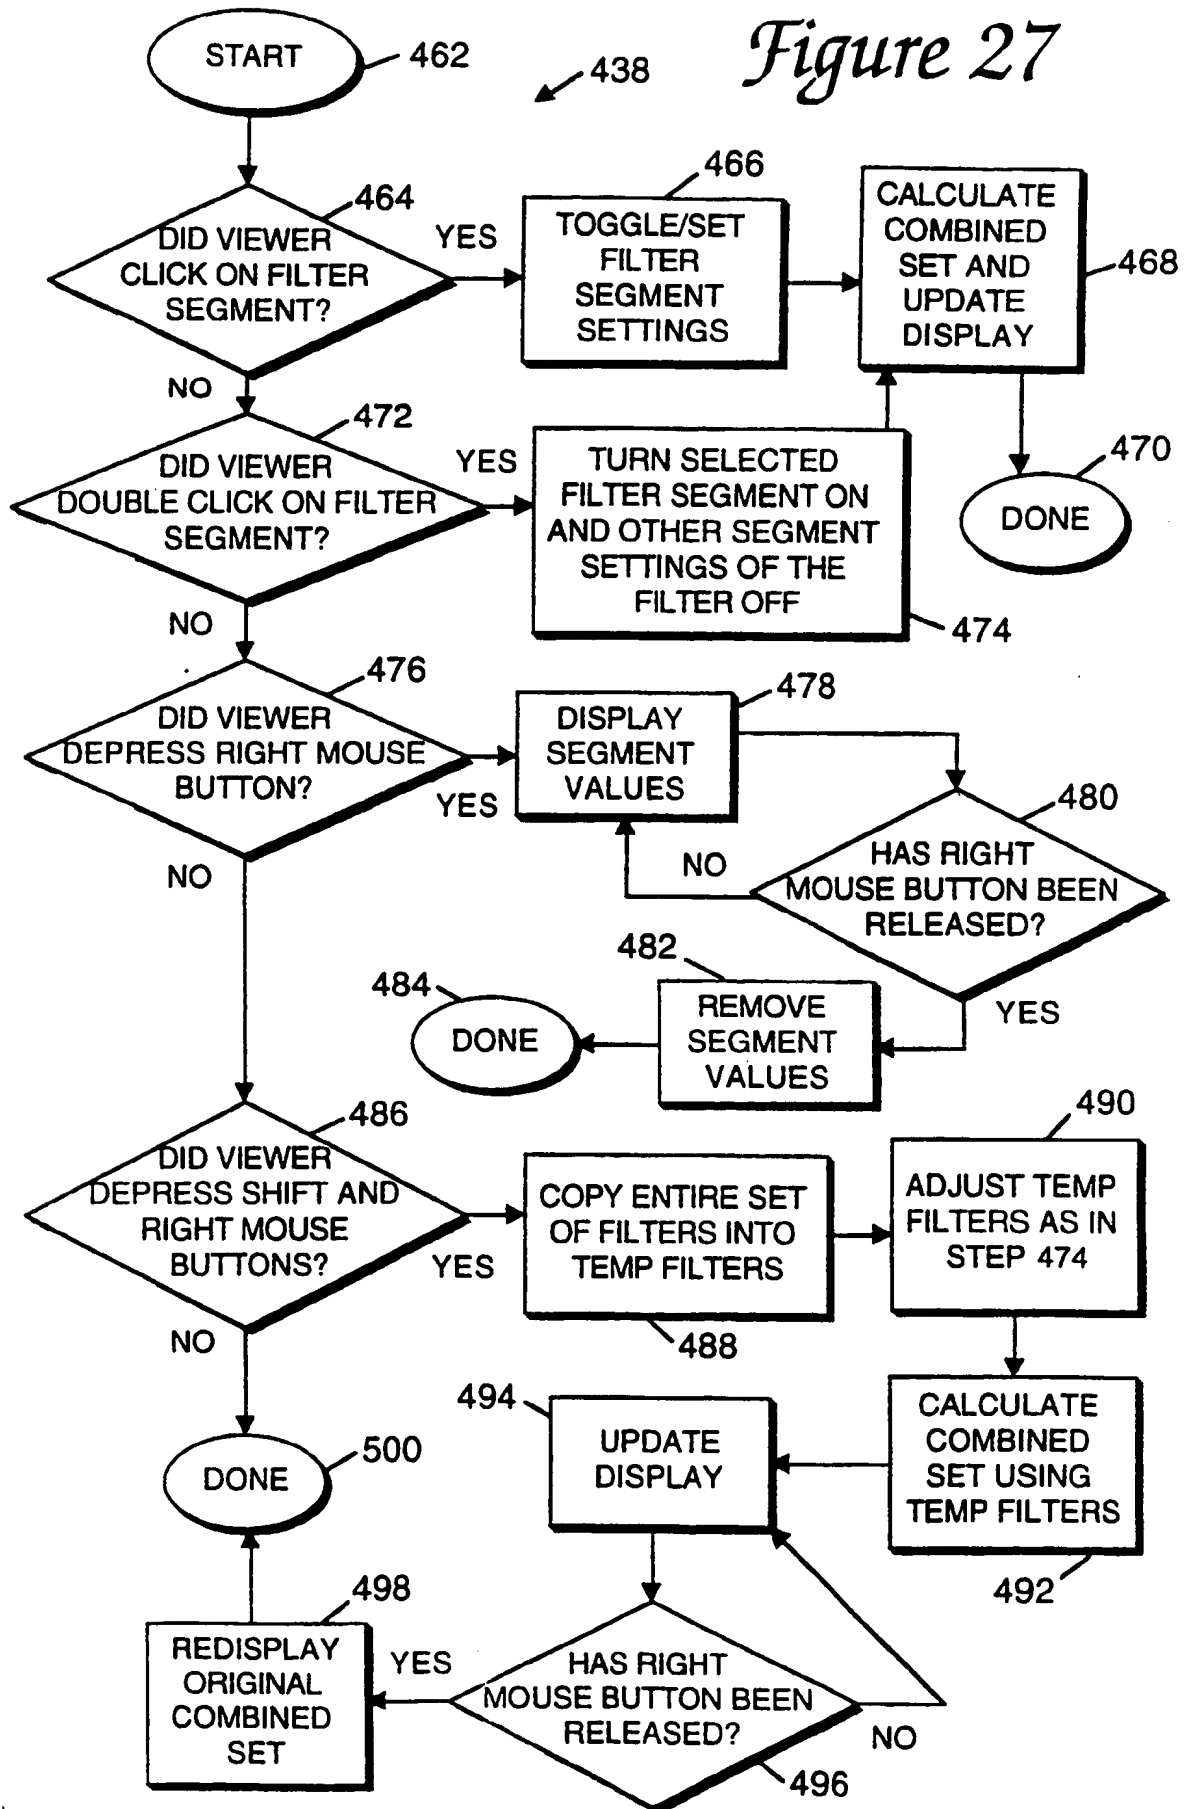 Figure 27
START
462
438
464
DID VIEWER
CLICK ON FILTER
SEGMENT?
YES
NO
466
TOGGLE/SET
FILTER
SEGMENT
SETTINGS
CALCULATE
COMBINED
SET AND
UPDATE
DISPLAY
468
470
DONE
472
DID VIEWER
DOUBLE CLICK ON FILTER
SEGMENT?
YES
NO
TURN SELECTED
FILTER SEGMENT ON
AND OTHER SEGMENT
SETTINGS OF THE
FILTER OFF
474
476
DID VIEWER
DEPRESS RIGHT MOUSE
BUTTON?
YES
NO
478
DISPLAY
SEGMENT
VALUES
480
HAS RIGHT
MOUSE BUTTON BEEN
RELEASED?
NO
YES
482
REMOVE
SEGMENT
VALUES
484
DONE
486
DID VIEWER
DEPRESS SHIFT AND
RIGHT MOUSE
BUTTONS?
YES
NO
COPY ENTIRE SET
OF FILTERS INTO
TEMP FILTERS
488
490
ADJUST TEMP
FILTERS AS IN
STEP 474
CALCULATE
COMBINED
SET USING
TEMP FILTERS
492
494
UPDATE
DISPLAY
HAS RIGHT
MOUSE BUTTON BEEN
RELEASED?
496
NO
YES
498
REDISPLAY
ORIGINAL
COMBINED
SET
500
DONE